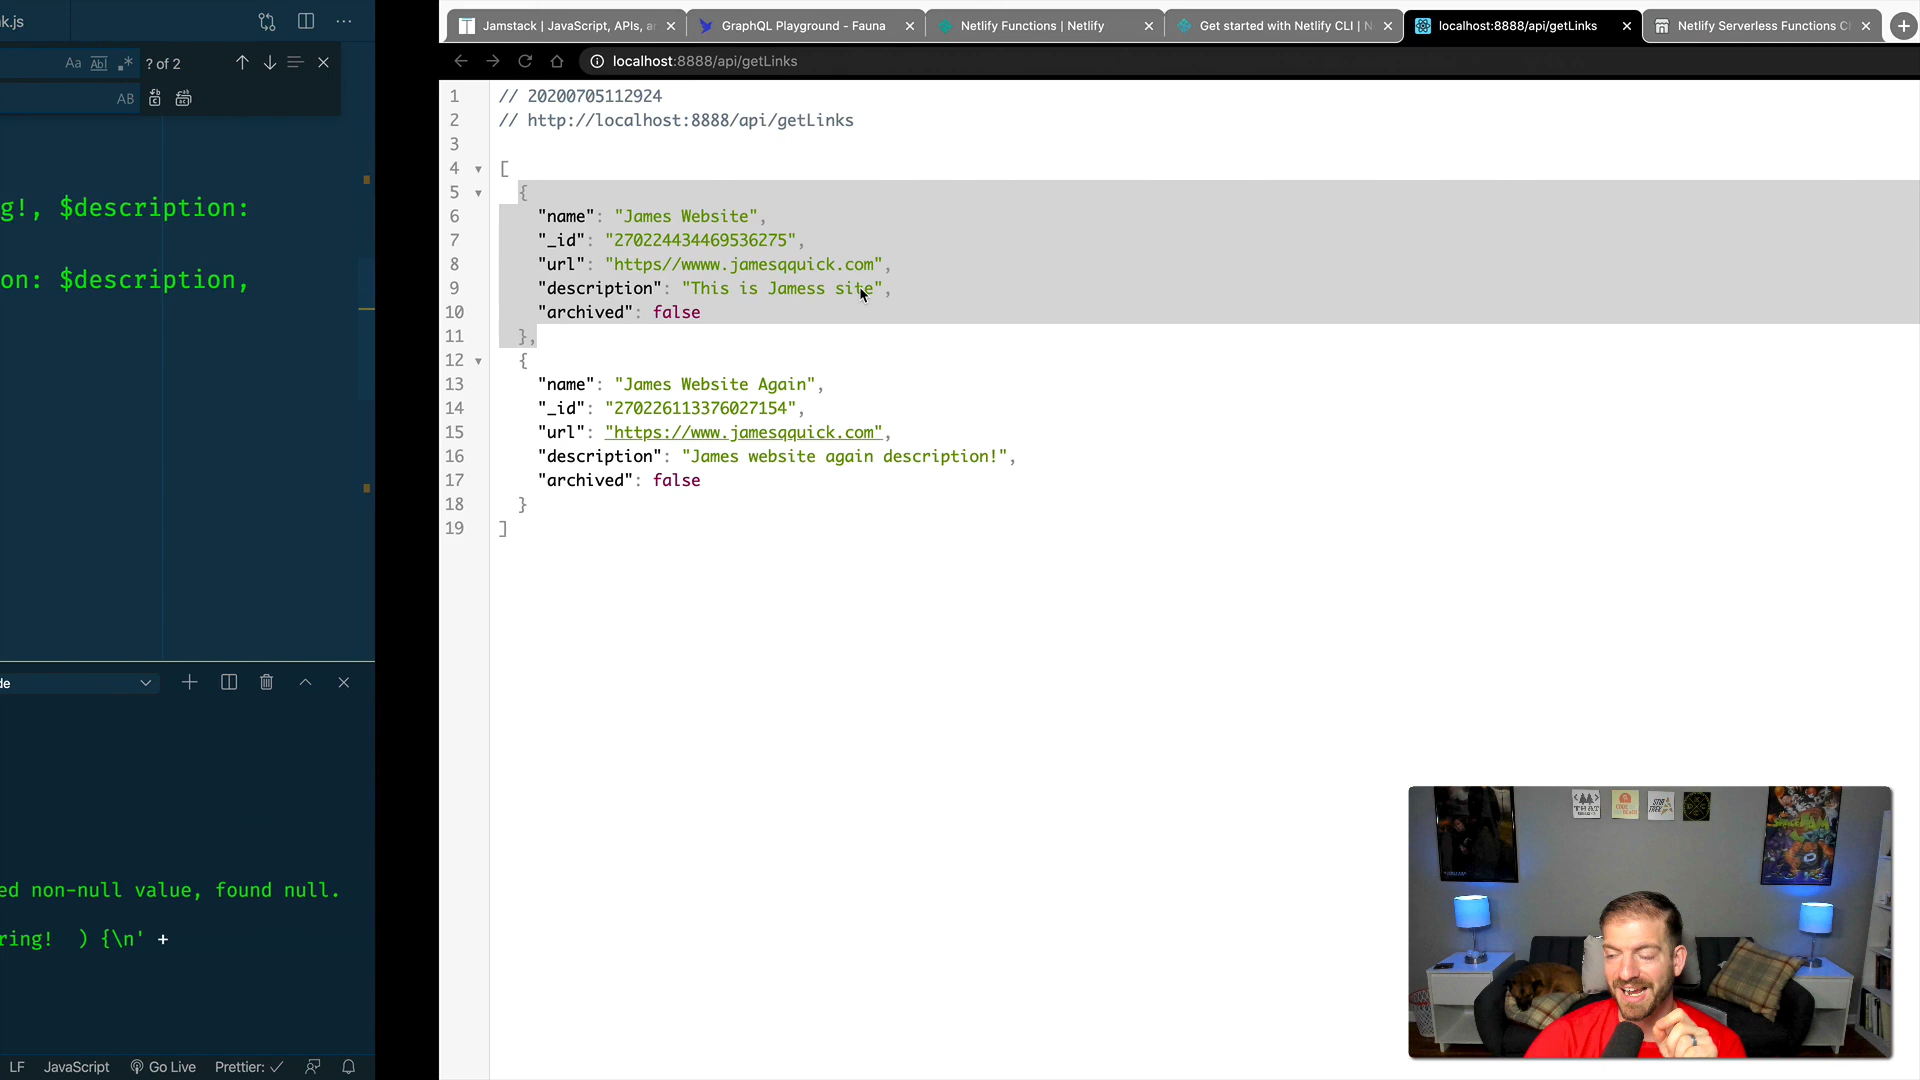 k.js
Aa Abl .* ? of 2
AB
g!, $description:
on: $description,
de
ed non-null value, found null.
ring!  ) {\n' +
LF JavaScript Go Live Prettier: ✓
Jamstack | JavaScript, APIs, a
GraphQL Playground - Fauna
Netlify Functions | Netlify
Get started with Netlify CLI | N
localhost:8888/api/getLinks
Netlify Serverless Functions C
localhost:8888/api/getLinks
1 // 20200705112924
2 // http://localhost:8888/api/getLinks
3
4 [
5 {
6 "name": "James Website",
7 "_id": "270224434469536275",
8 "url": "https//wwww.jamesqquick.com",
9 "description": "This is Jamess site",
10 "archived": false
11 },
12 {
13 "name": "James Website Again",
14 "_id": "270226113376027154",
15 "url": "https://www.jamesqquick.com",
16 "description": "James website again description!",
17 "archived": false
18 }
19 ]